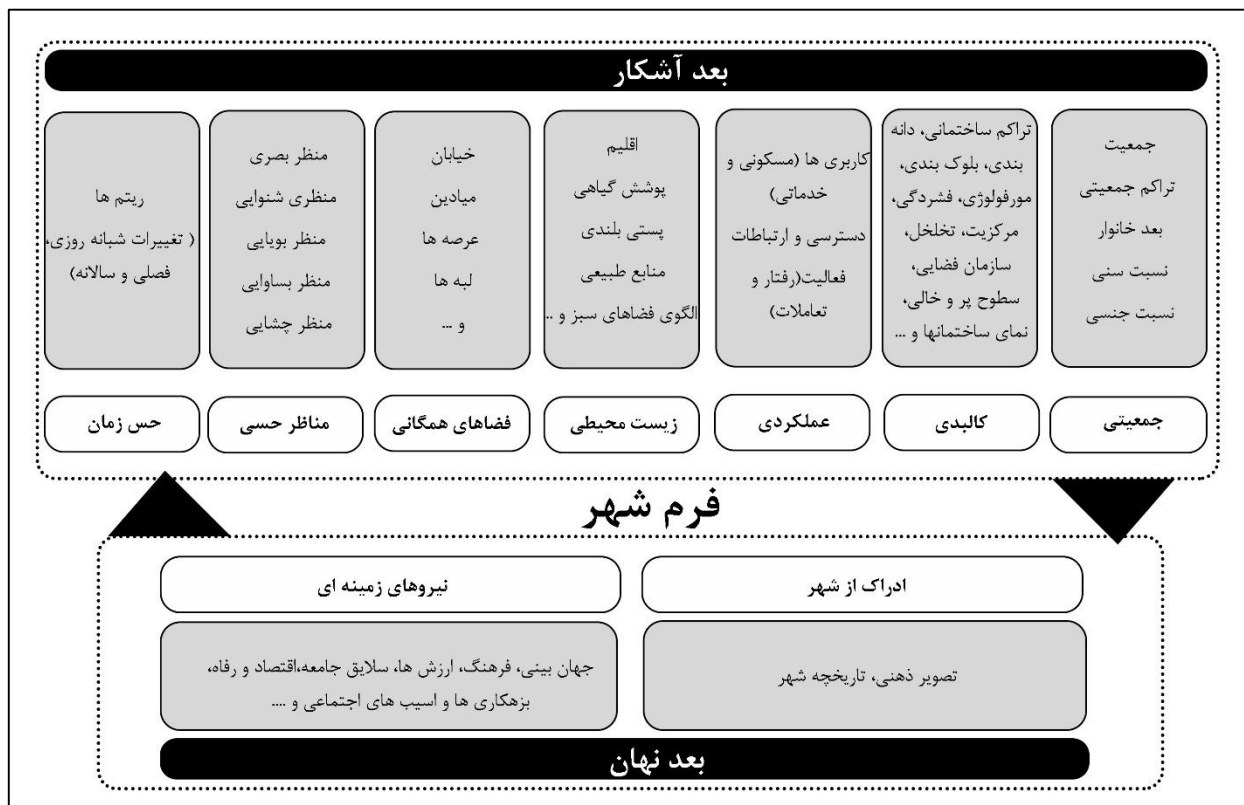 بعد آشکار
جمعیت
تراکم جمعیتی
بعد خانوار
نسبت سنی
نسبت جنسی
تراکم ساختمانی، دانه
بندی، بلوک بندی،
مورفولوژی، فشردگی،
مرکزیت، تخلخل،
سازمان فضایی،
سطوح پر و خالی،
نمای ساختمانها و ...
کاربری ها (مسکونی و
خدماتی)
دسترسی و ارتباطات
فعالیت(رفتار و
تعاملات)
اقلیم
پوشش گیاهی
پستی بلندی
منابع طبیعی
الگوی فضاهای سبز و ..
خیابان
میادین
عرصه ها
لبه ها
و ...
منظر بصری
منظری شنوایی
منظر بویایی
منظر بساوایی
منظر چشایی
ریتم ها
( تغییرات شبانه روزی،
فصلی و سالانه)
جمعیتی
کالبدی
عملکردی
زیست محیطی
فضاهای همگانی
مناظر حسی
حس زمان
فرم شهر
ادراک از شهر
نیروهای زمینه ای
تصویر ذهنی، تاریخچه شهر
جهان بینی، فرهنگ، ارزش ها، سلایق جامعه،اقتصاد و رفاه،
بزهکاری ها و اسیب های اجتماعی و ....
بعد نهان